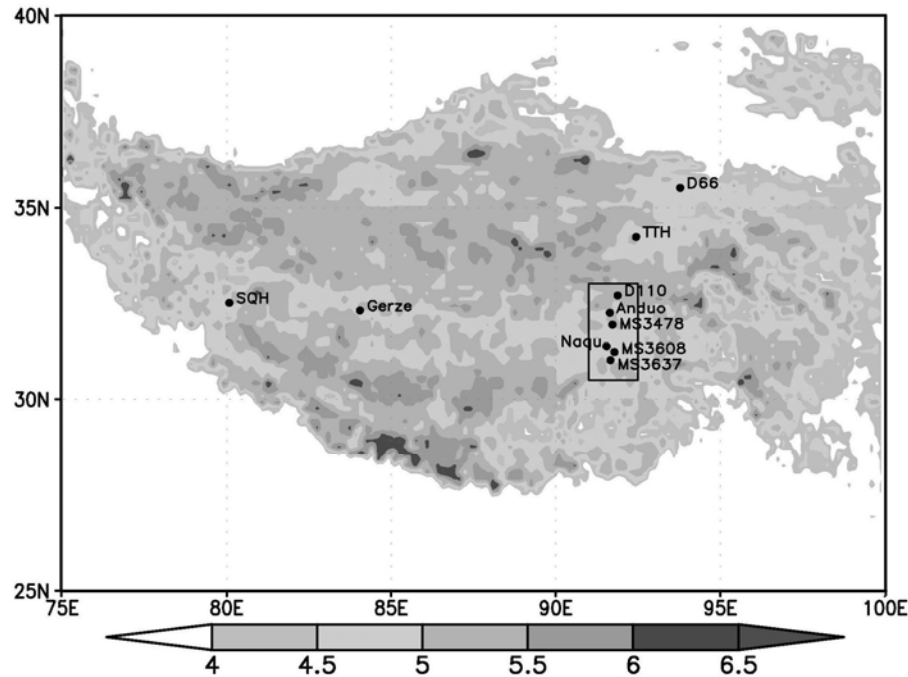 40N
D66
35N
TTH
D110
SQH
Gerze
Anduo
MS3478
Naqu
MS3608
MS3637
30N
25N
75E 80E 85E 90E 95E 100E
4 4.5 5 5.5 6 6.5